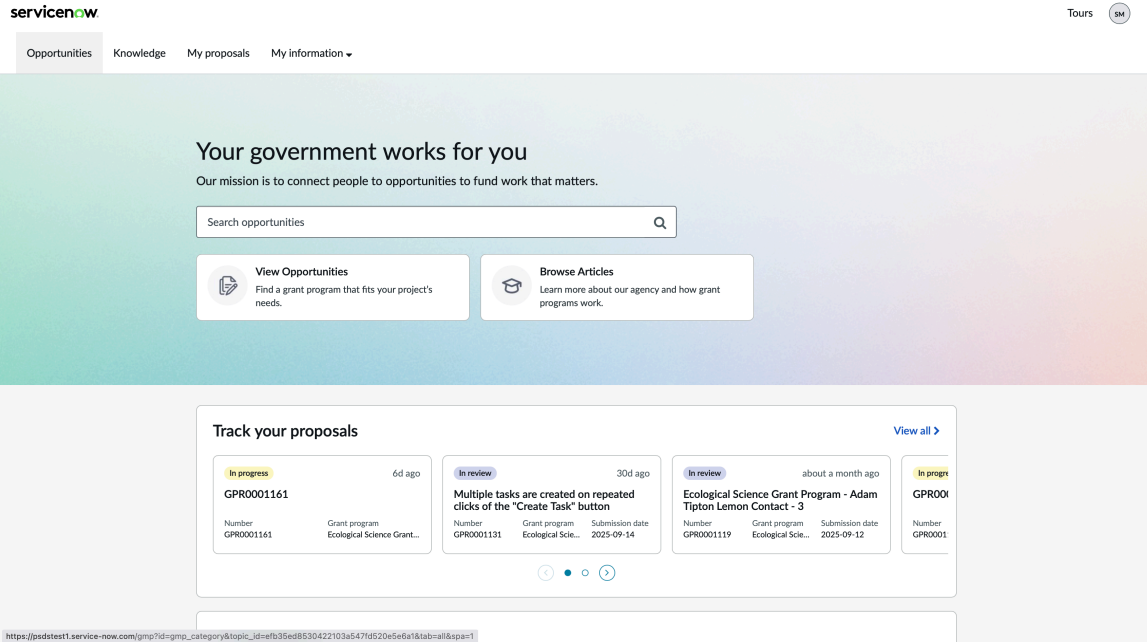 servicenow.
Tours
SM
Opportunities
Knowledge
My proposals
My information
Your government works for you
Our mission is to connect people to opportunities to fund work that matters.
Search opportunities
View Opportunities
Find a grant program that fits your project's
needs.
Browse Articles
Learn more about our agency and how grant
programs work.
Track your proposals
View all
In progress
6d ago
GPR0001161
Number
Grant program
GPR0001161
Ecological Science Grant...
In review
30d ago
Multiple tasks are created on repeated
clicks of the "Create Task" button
Number
Grant program
Submission date
GPR0001131
Ecological Scie...
2025-09-14
In review
about a month ago
Ecological Science Grant Program - Adam
Tipton Lemon Contact - 3
Number
Grant program
Submission date
GPR0001119
Ecological Scie...
2025-09-12
In progre
GPR000
Number
GPR0001
https://psdstest1.service-now.com/gmp?id=gmp_category&topic_id=efb35ed8530422103a547fd520e5e6a1&tab=all&spa=1